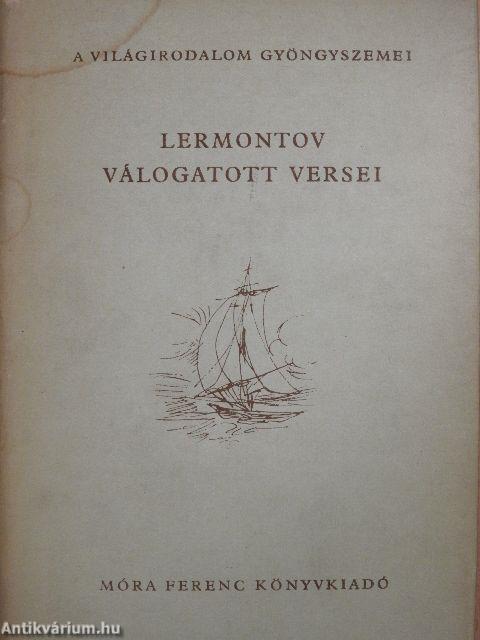 A VILÁGIRODALOM GYÖNGYSZEMEI
LERMONTOV
VÁLOGATOTT VERSEI
MÓRA FERENC KÖNYVKIADÓ
Antikvárium.hu